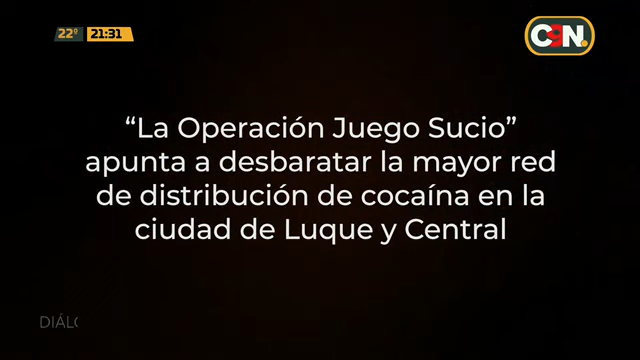 22º 21:31
C9N.
“La Operación Juego Sucio”
apunta a desbaratar la mayor red
de distribución de cocaína en la
ciudad de Luque y Central